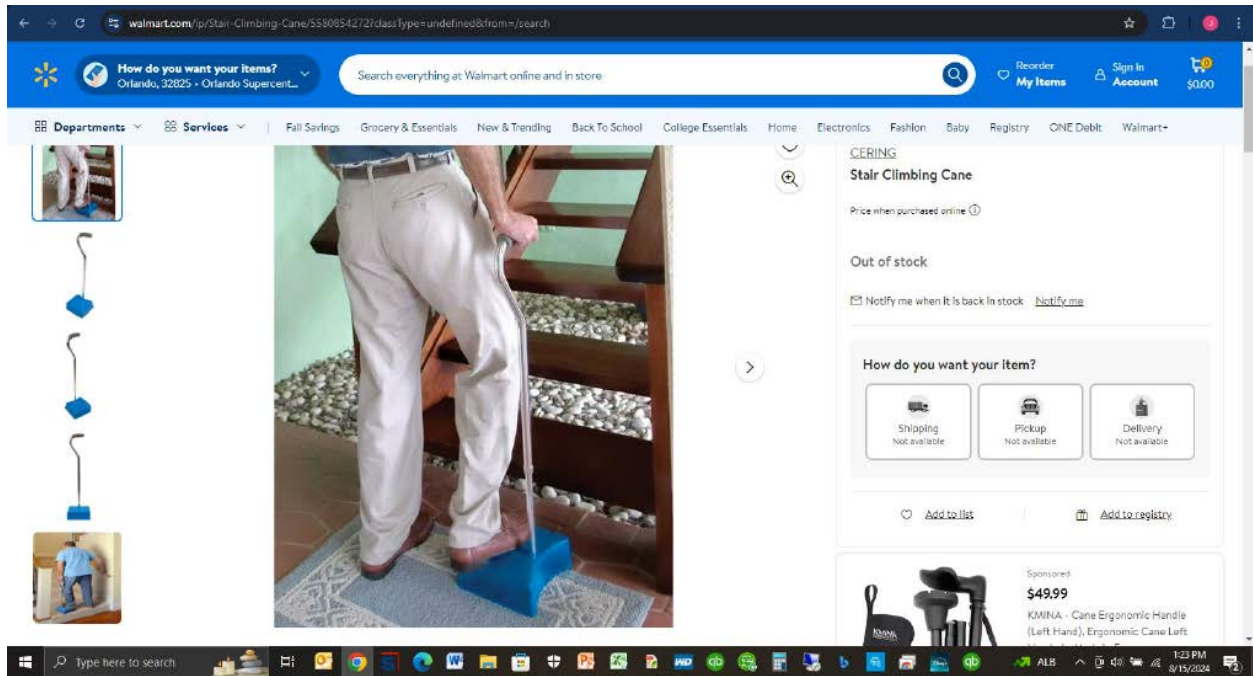 walmart.com/ip/Stair-Climbing-Cane/5580854272?classType=undefined&from=/search
How do you want your items?
Orlando, 32825 • Orlando Supercent...
Search everything at Walmart online and in store
Reorder
My Items
Sign In
Account
0
$0.00
Departments
Services
Fall Savings
Grocery & Essentials
New & Trending
Back To School
College Essentials
Home
Electronics
Fashion
Baby
Registry
ONE Debit
Walmart+
CERING
Stair Climbing Cane
Price when purchased online
Out of stock
Notify me when it is back in stock Notify me
How do you want your item?
Shipping
Not available
Pickup
Not available
Delivery
Not available
Add to list
Add to registry
Sponsored
$49.99
KMINA - Cane Ergonomic Handle
(Left Hand), Ergonomic Cane Left
KMINA
Type here to search
ALB
1:23 PM
8/15/2024